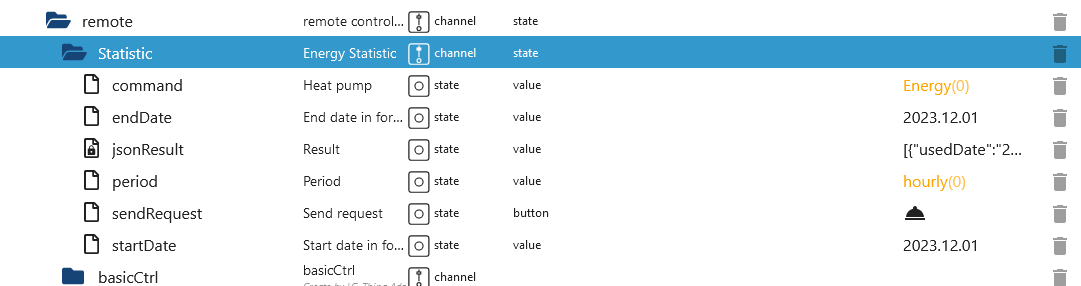 remote remote control... channel state
Statistic Energy Statistic channel state
command Heat pump state value Energy(0)
endDate End date in for... state value 2023.12.01
jsonResult Result state value [{"usedDate":"2...
period Period state value hourly(0)
sendRequest Send request state button
startDate Start date in fo... state value 2023.12.01
basicCtrl basicCtrl channel